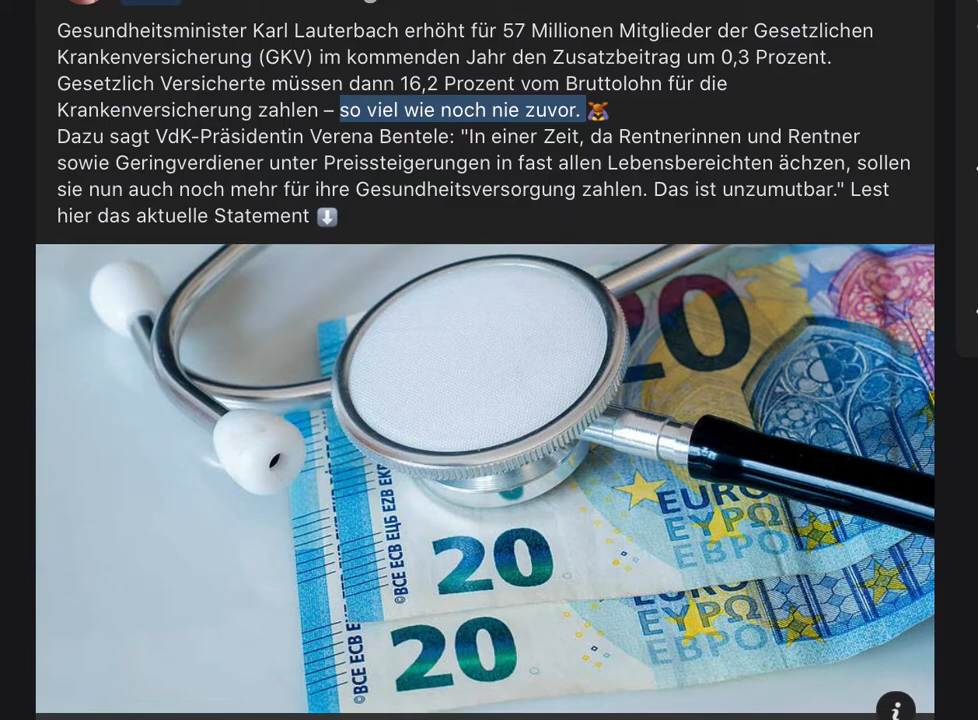 Gesundheitsminister Karl Lauterbach erhöht für 57 Millionen Mitglieder der Gesetzlichen
Krankenversicherung (GKV) im kommenden Jahr den Zusatzbeitrag um 0,3 Prozent.
Gesetzlich Versicherte müssen dann 16,2 Prozent vom Bruttolohn für die
Krankenversicherung zahlen – so viel wie noch nie zuvor.
Dazu sagt VdK-Präsidentin Verena Bentele: "In einer Zeit, da Rentnerinnen und Rentner
sowie Geringverdiener unter Preissteigerungen in fast allen Lebensbereichten ächzen, sollen
sie nun auch noch mehr für ihre Gesundheitsversorgung zahlen. Das ist unzumutbar." Lest
hier das aktuelle Statement ⬇️
20
EURO
ΕΥΡΩ
ЕВРО
©BCE ECB ЕЦБ EZB EKP
20
EURO
ΕΥΡΩ
ЕВРО
©BCE ECB
20
i